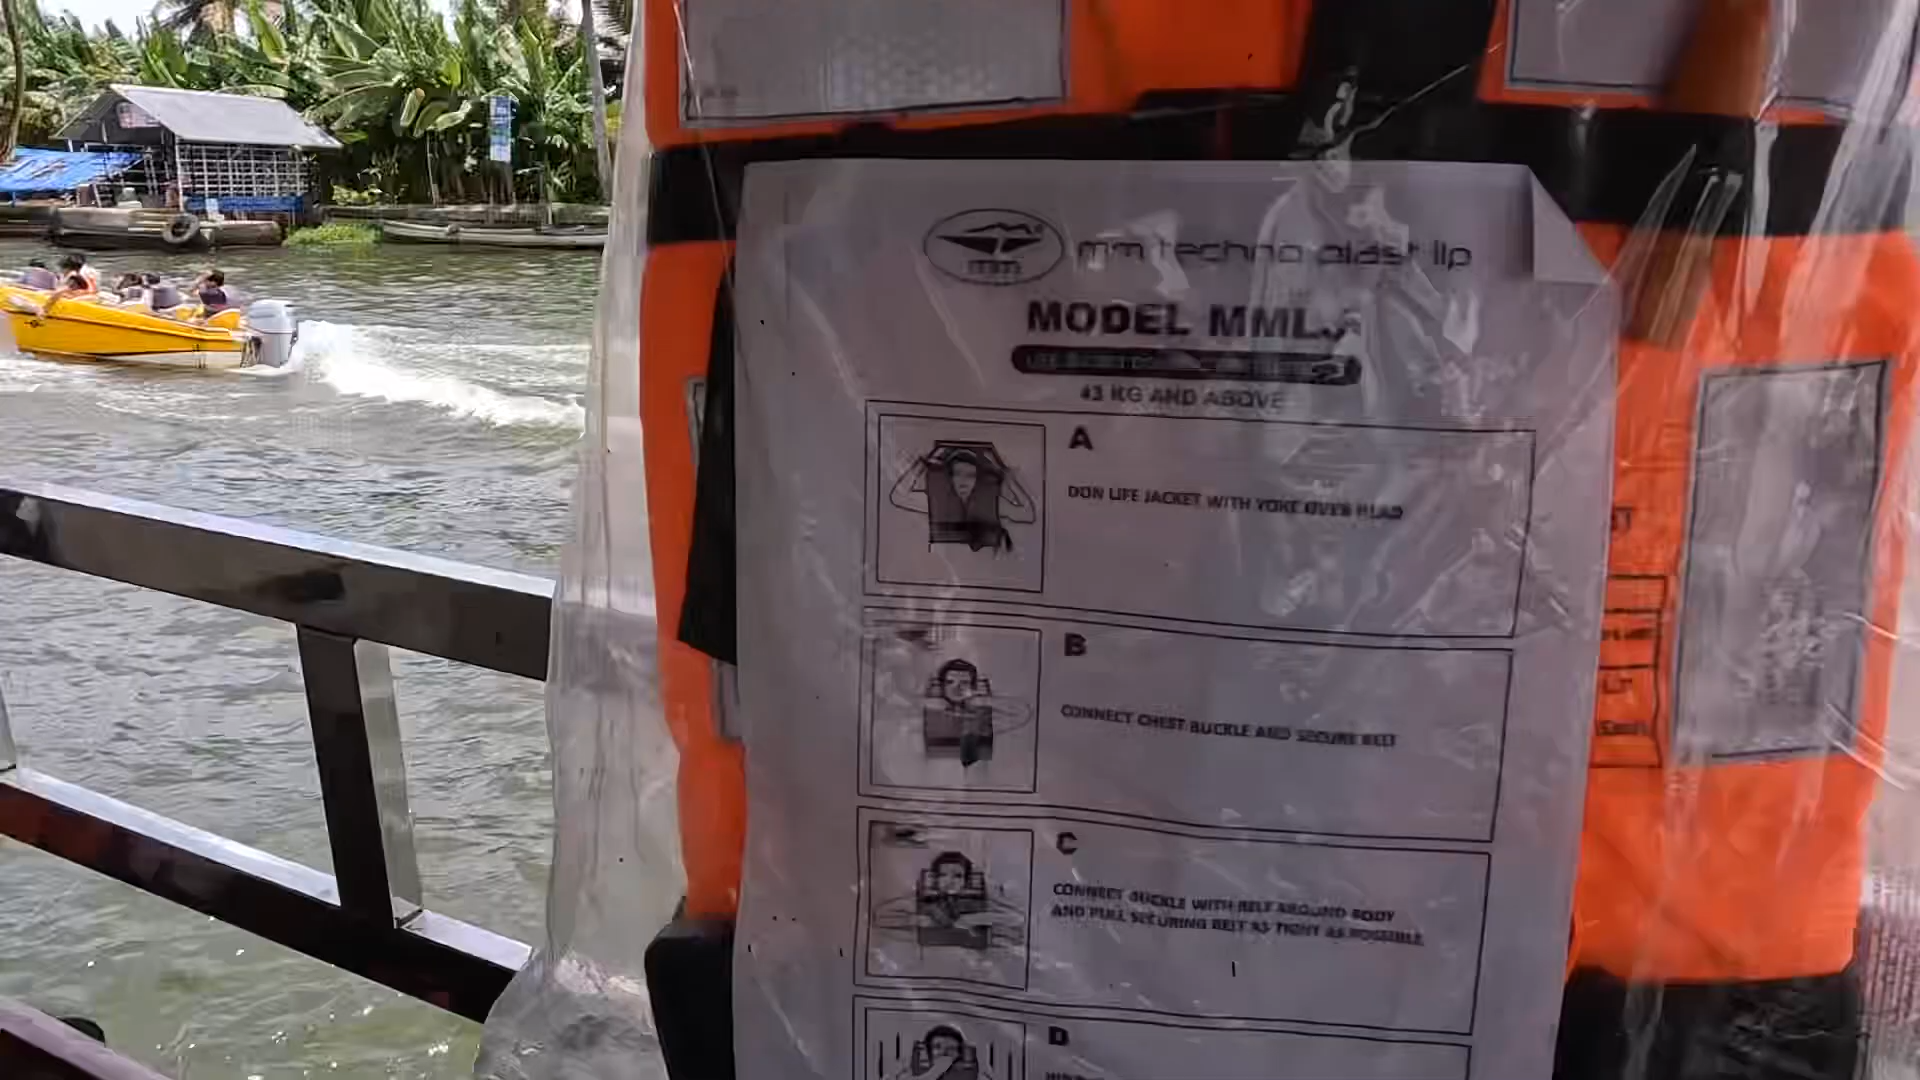 mm techno plast llp
MODEL MMLJ
43 KG AND ABOVE
A
DON LIFE JACKET WITH YOKE OVER HEAD
B
CONNECT CHEST BUCKLE AND SECURE BELT
C
CONNECT BUCKLE WITH BELT AROUND BODY
AND PULL SECURING BELT AS TIGHT AS POSSIBLE
D